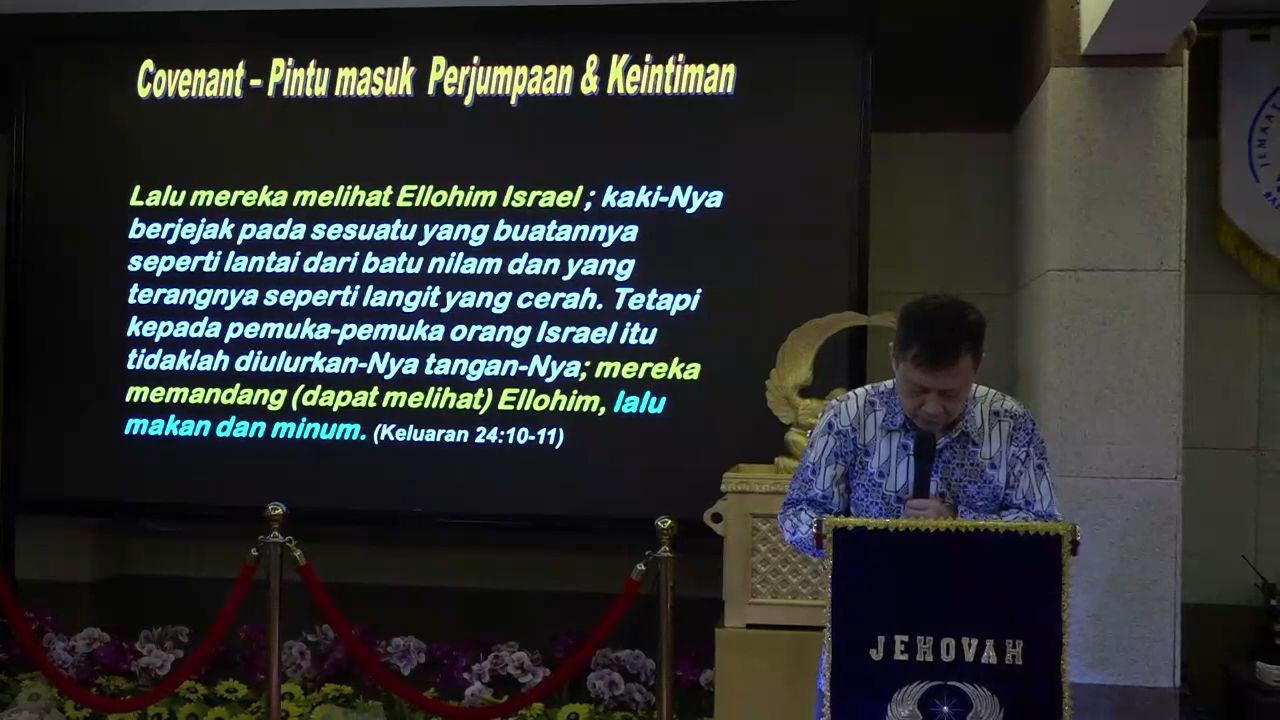 Covenant – Pintu masuk Perjumpaan & Keintiman
Lalu mereka melihat Ellohim Israel ; kaki-Nya
berjejak pada sesuatu yang buatannya
seperti lantai dari batu nilam dan yang
terangnya seperti langit yang cerah. Tetapi
kepada pemuka-pemuka orang Israel itu
tidaklah diulurkan-Nya tangan-Nya; mereka
memandang (dapat melihat) Ellohim, lalu
makan dan minum. (Keluaran 24:10-11)
JEHOVAH